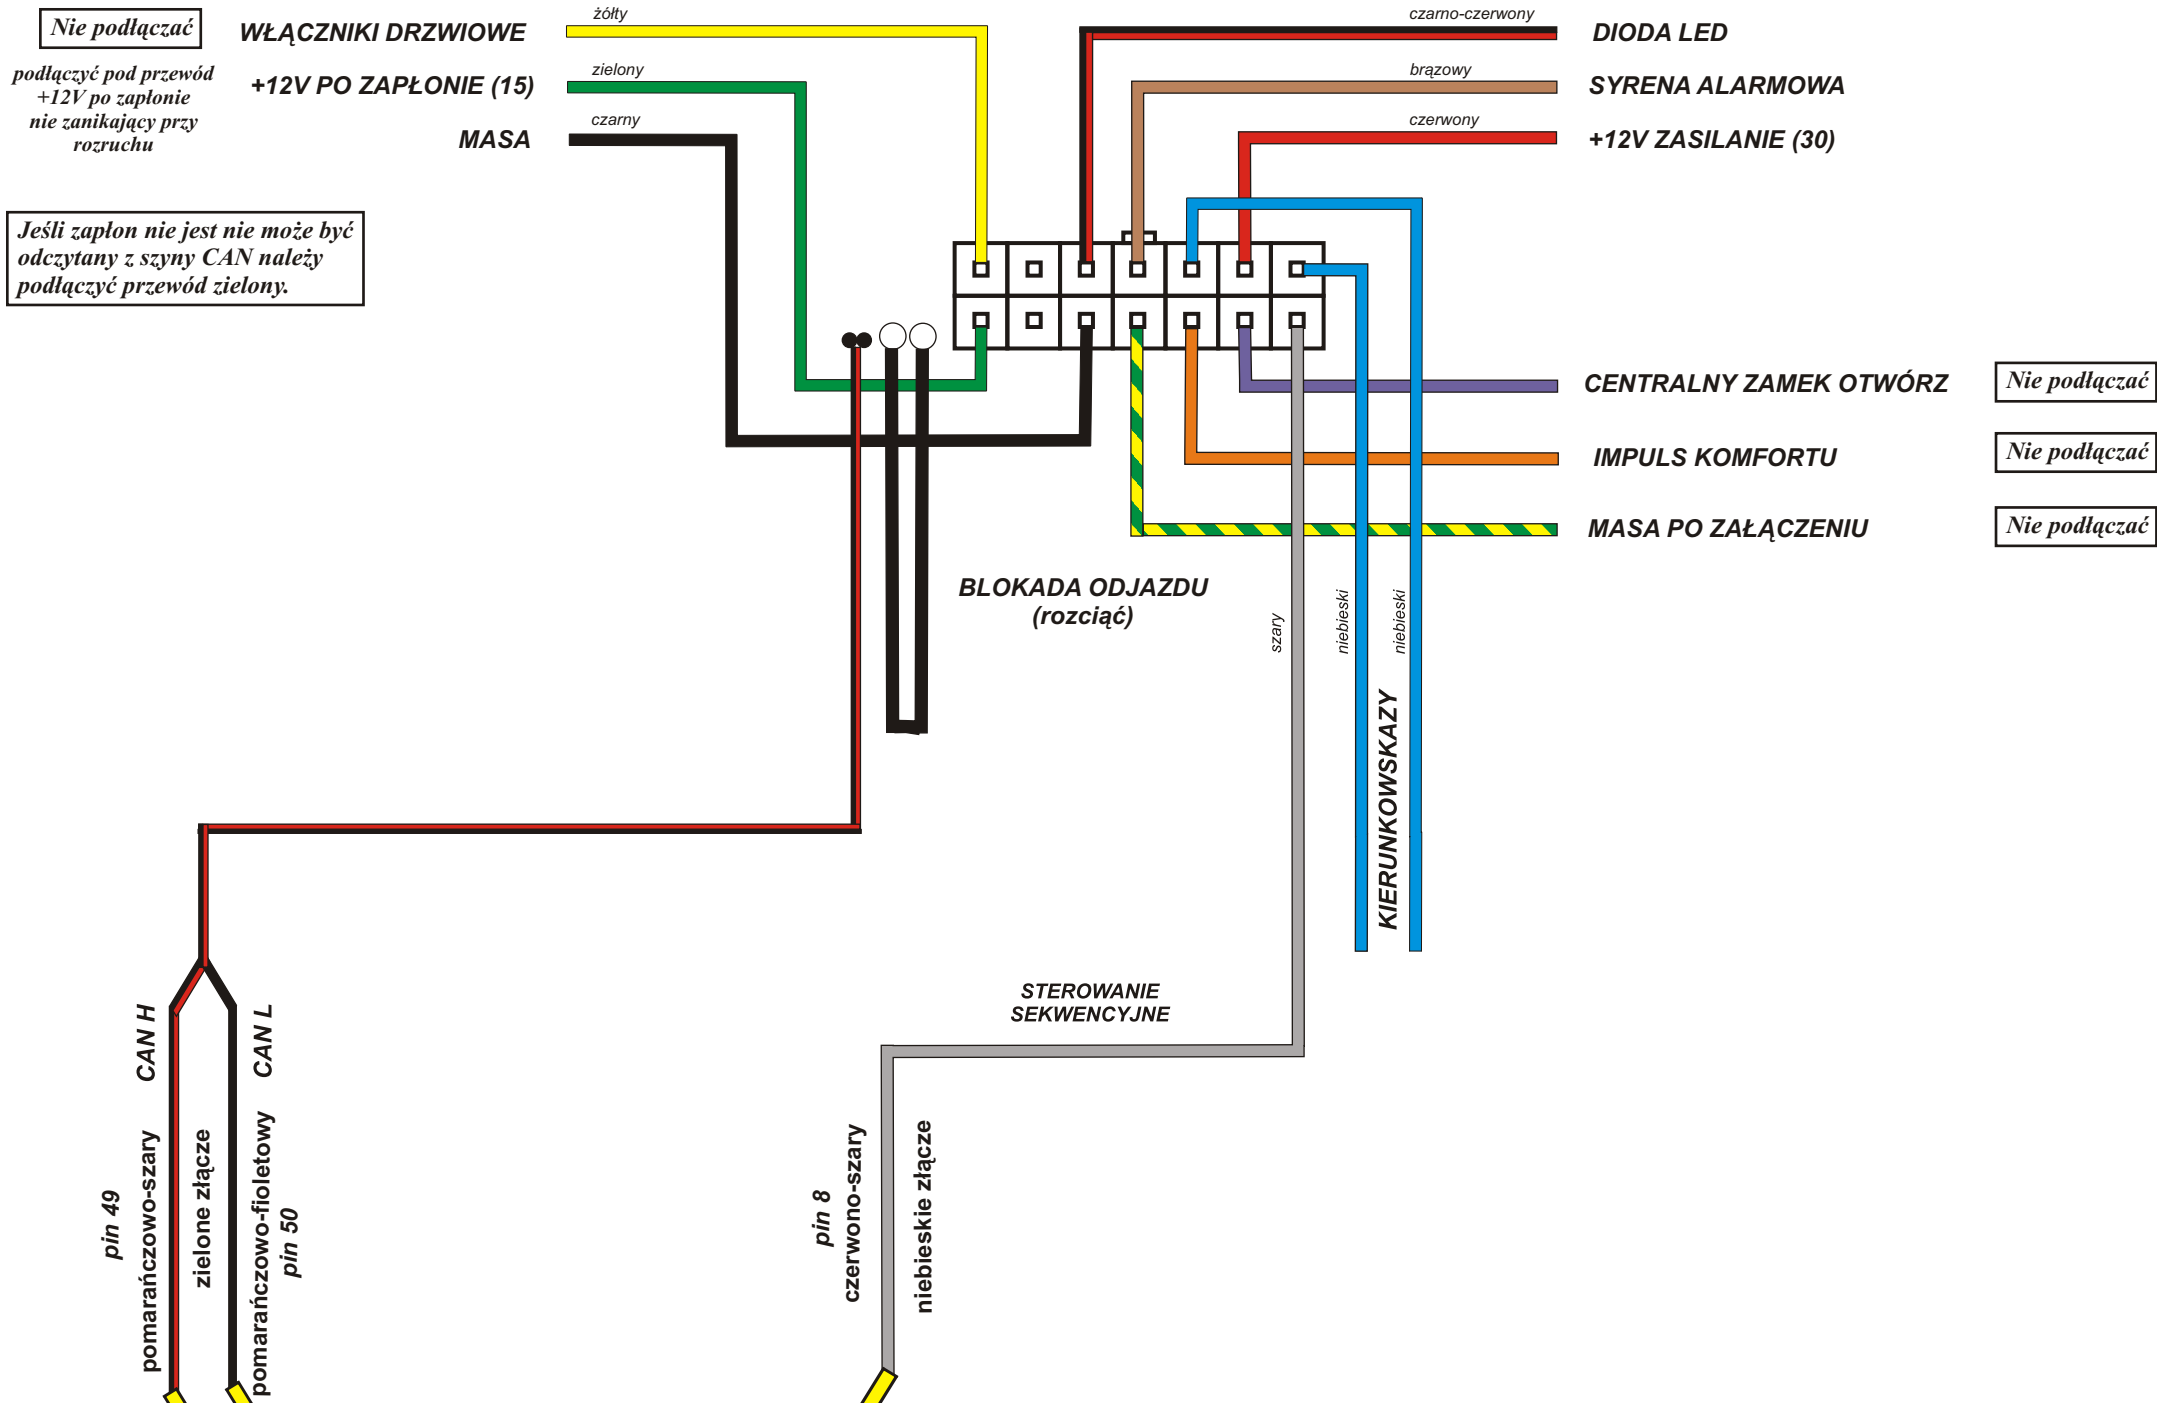 Nie podłączać
WŁĄCZNIKI DRZWIOWE
żółty
podłączyć pod przewód
+12V po zapłonie
nie zanikający przy
rozruchu
+12V PO ZAPŁONIE (15)
zielony
MASA
czarny
Jeśli zapłon nie jest nie może być
odczytany z szyny CAN należy
podłączyć przewód zielony.
czarno-czerwony
DIODA LED
brązowy
SYRENA ALARMOWA
czerwony
+12V ZASILANIE (30)
CENTRALNY ZAMEK OTWÓRZ
Nie podłączać
IMPULS KOMFORTU
Nie podłączać
MASA PO ZAŁĄCZENIU
Nie podłączać
BLOKADA ODJAZDU
(rozciąć)
szary
niebieski
niebieski
KIERUNKOWSKAZY
STEROWANIE
SEKWENCYJNE
CAN H
CAN L
pin 49
pomarańczowo-szary
zielone złącze
pomarańczowo-fioletowy
pin 50
pin 8
czerwono-szary
niebieskie złącze